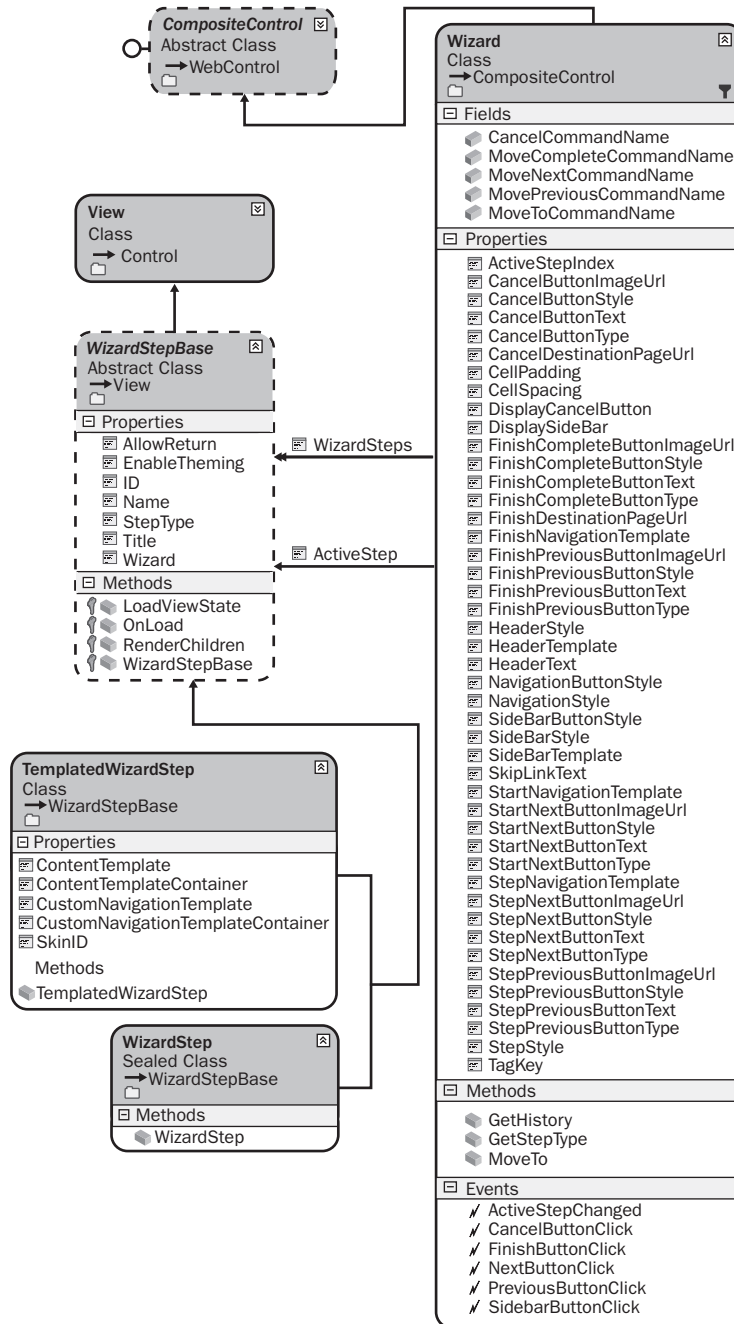 CompositeControl
Abstract Class
WebControl
Wizard
Class
CompositeControl
Fields
CancelCommandName
MoveCompleteCommandName
MoveNextCommandName
MovePreviousCommandName
MoveToCommandName
Properties
ActiveStepIndex
CancelButtonImageUrl
CancelButtonStyle
CancelButtonText
CancelButtonType
CancelDestinationPageUrl
CellPadding
CellSpacing
DisplayCancelButton
DisplaySideBar
FinishCompleteButtonImageUrl
FinishCompleteButtonStyle
FinishCompleteButtonText
FinishCompleteButtonType
FinishDestinationPageUrl
FinishNavigationTemplate
FinishPreviousButtonImageUrl
FinishPreviousButtonStyle
FinishPreviousButtonText
FinishPreviousButtonType
HeaderStyle
HeaderTemplate
HeaderText
NavigationButtonStyle
NavigationStyle
SideBarButtonStyle
SideBarStyle
SideBarTemplate
SkipLinkText
StartNavigationTemplate
StartNextButtonImageUrl
StartNextButtonStyle
StartNextButtonText
StartNextButtonType
StepNavigationTemplate
StepNextButtonImageUrl
StepNextButtonStyle
StepNextButtonText
StepNextButtonType
StepPreviousButtonImageUrl
StepPreviousButtonStyle
StepPreviousButtonText
StepPreviousButtonType
StepStyle
TagKey
Methods
GetHistory
GetStepType
MoveTo
Events
ActiveStepChanged
CancelButtonClick
FinishButtonClick
NextButtonClick
PreviousButtonClick
SidebarButtonClick
View
Class
Control
WizardStepBase
Abstract Class
View
Properties
AllowReturn
EnableTheming
ID
Name
StepType
Title
Wizard
Methods
LoadViewState
OnLoad
RenderChildren
WizardStepBase
WizardSteps
ActiveStep
TemplatedWizardStep
Class
WizardStepBase
Properties
ContentTemplate
ContentTemplateContainer
CustomNavigationTemplate
CustomNavigationTemplateContainer
SkinID
Methods
TemplatedWizardStep
WizardStep
Sealed Class
WizardStepBase
Methods
WizardStep